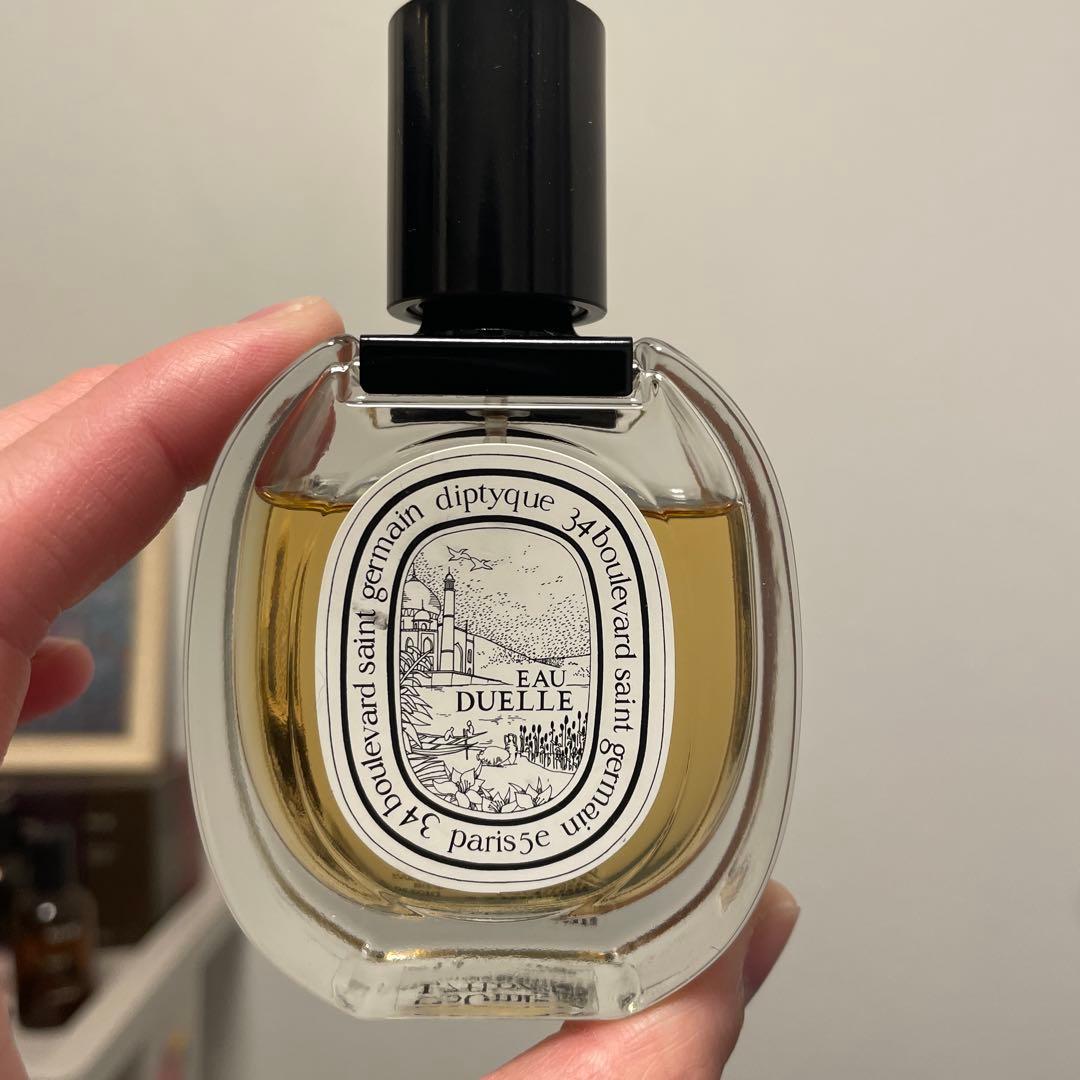 diptyque 34 boulevard saint germain
paris 5e 34 boulevard saint germain
EAU
DUELLE